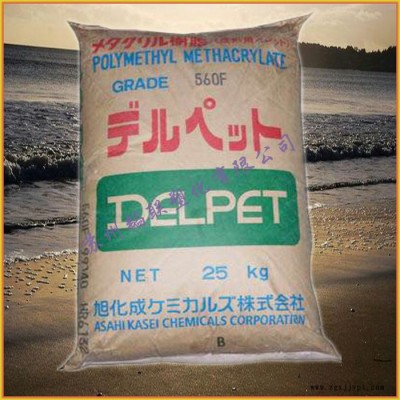 メタクリル樹脂
POLYMETHYL METHACRYLATE
GRADE 560F
デルペット
DELPET
NET 25 kg
旭化成ケミカルズ株式会社
ASAHI KASEI CHEMICALS CORPORATION
B